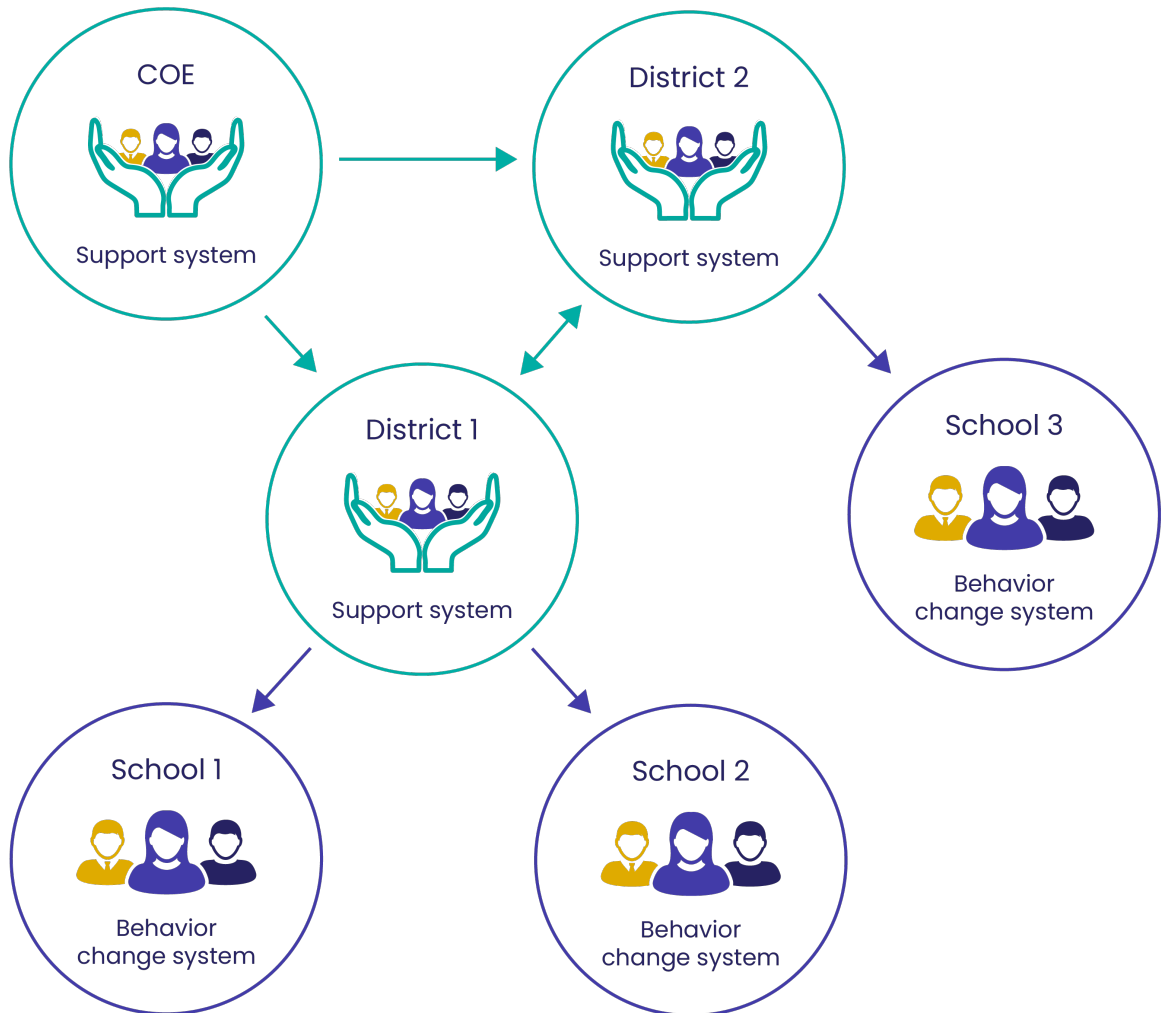 COE
Support system
District 2
Support system
District 1
Support system
School 3
Behavior
change system
School 1
Behavior
change system
School 2
Behavior
change system